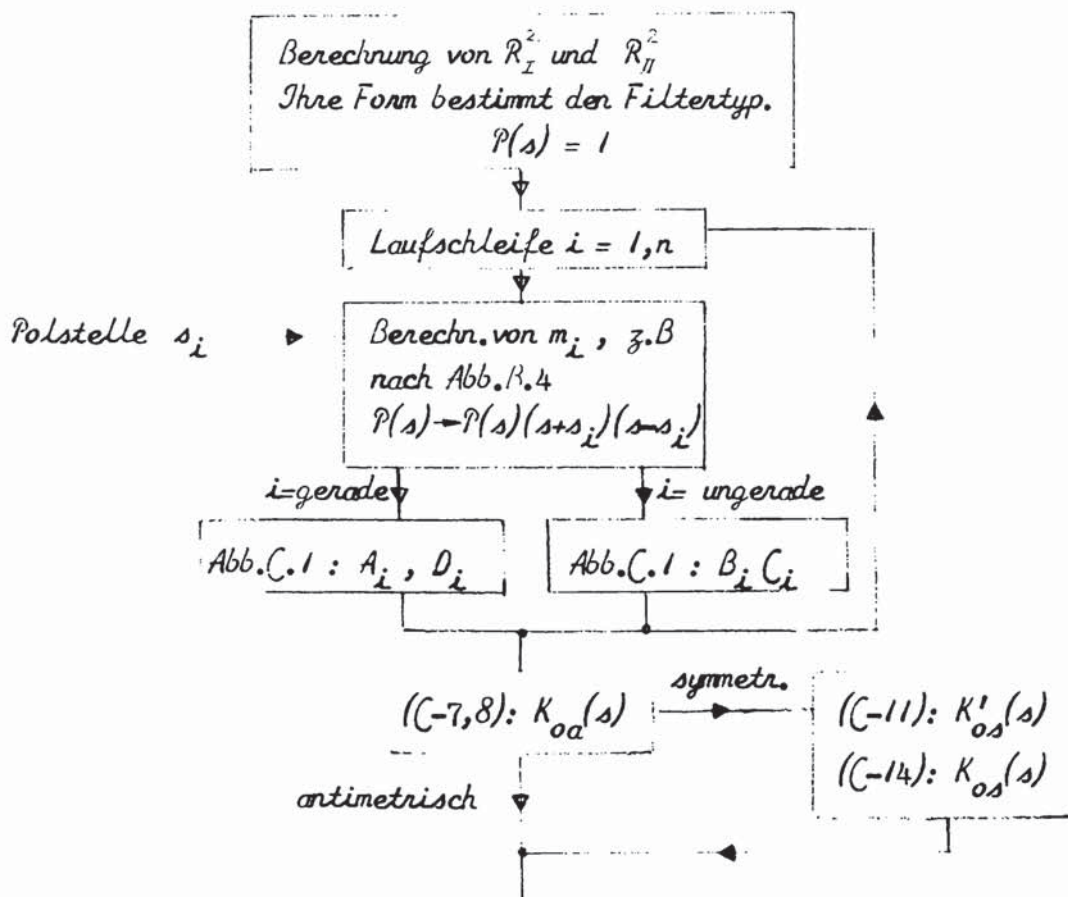 Berechnung von R_I^2 und R_II^2
Ihre Form bestimmt den Filtertyp.
P(s) = 1
Laufschleife i = 1,n
Polstelle s_i
Berechn.von m_i , z.B
nach Abb.B.4
P(s)→P(s)(s+s_i)(s-s_i)
i=gerade
i= ungerade
Abb.C.1 : A_i , D_i
Abb.C.1 : B_i C_i
symmetr.
(C-7,8): K_oa(s)
(C-11): K'_os(s)
(C-14): K_os(s)
antimetrisch